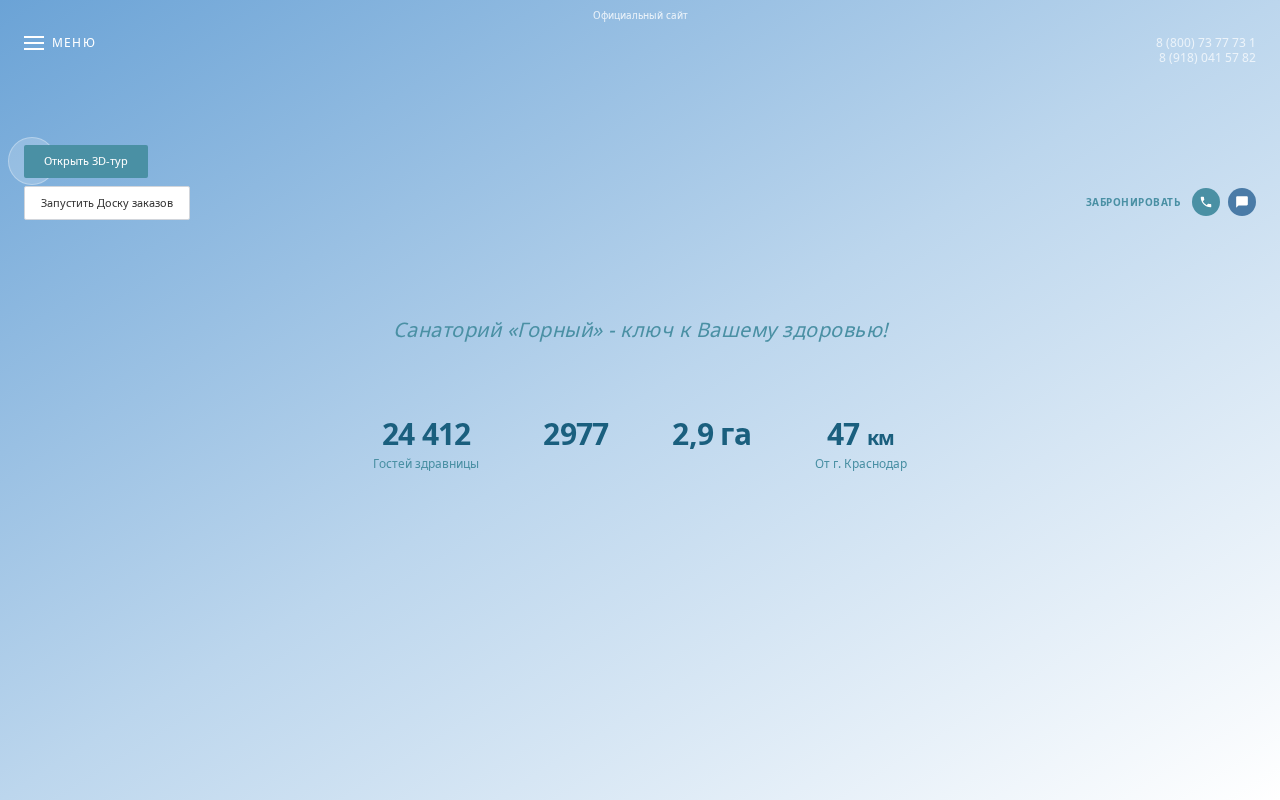 Официальный сайт
МЕНЮ
8 (800) 73 77 73 1
8 (918) 041 57 82
Открыть 3D-тур
Запустить Доску заказов
ЗАБРОНИРОВАТЬ
Санаторий «Горный» - ключ к Вашему здоровью!
24 412
2977
2,9 га
47 км
Гостей здравницы
От г. Краснодар